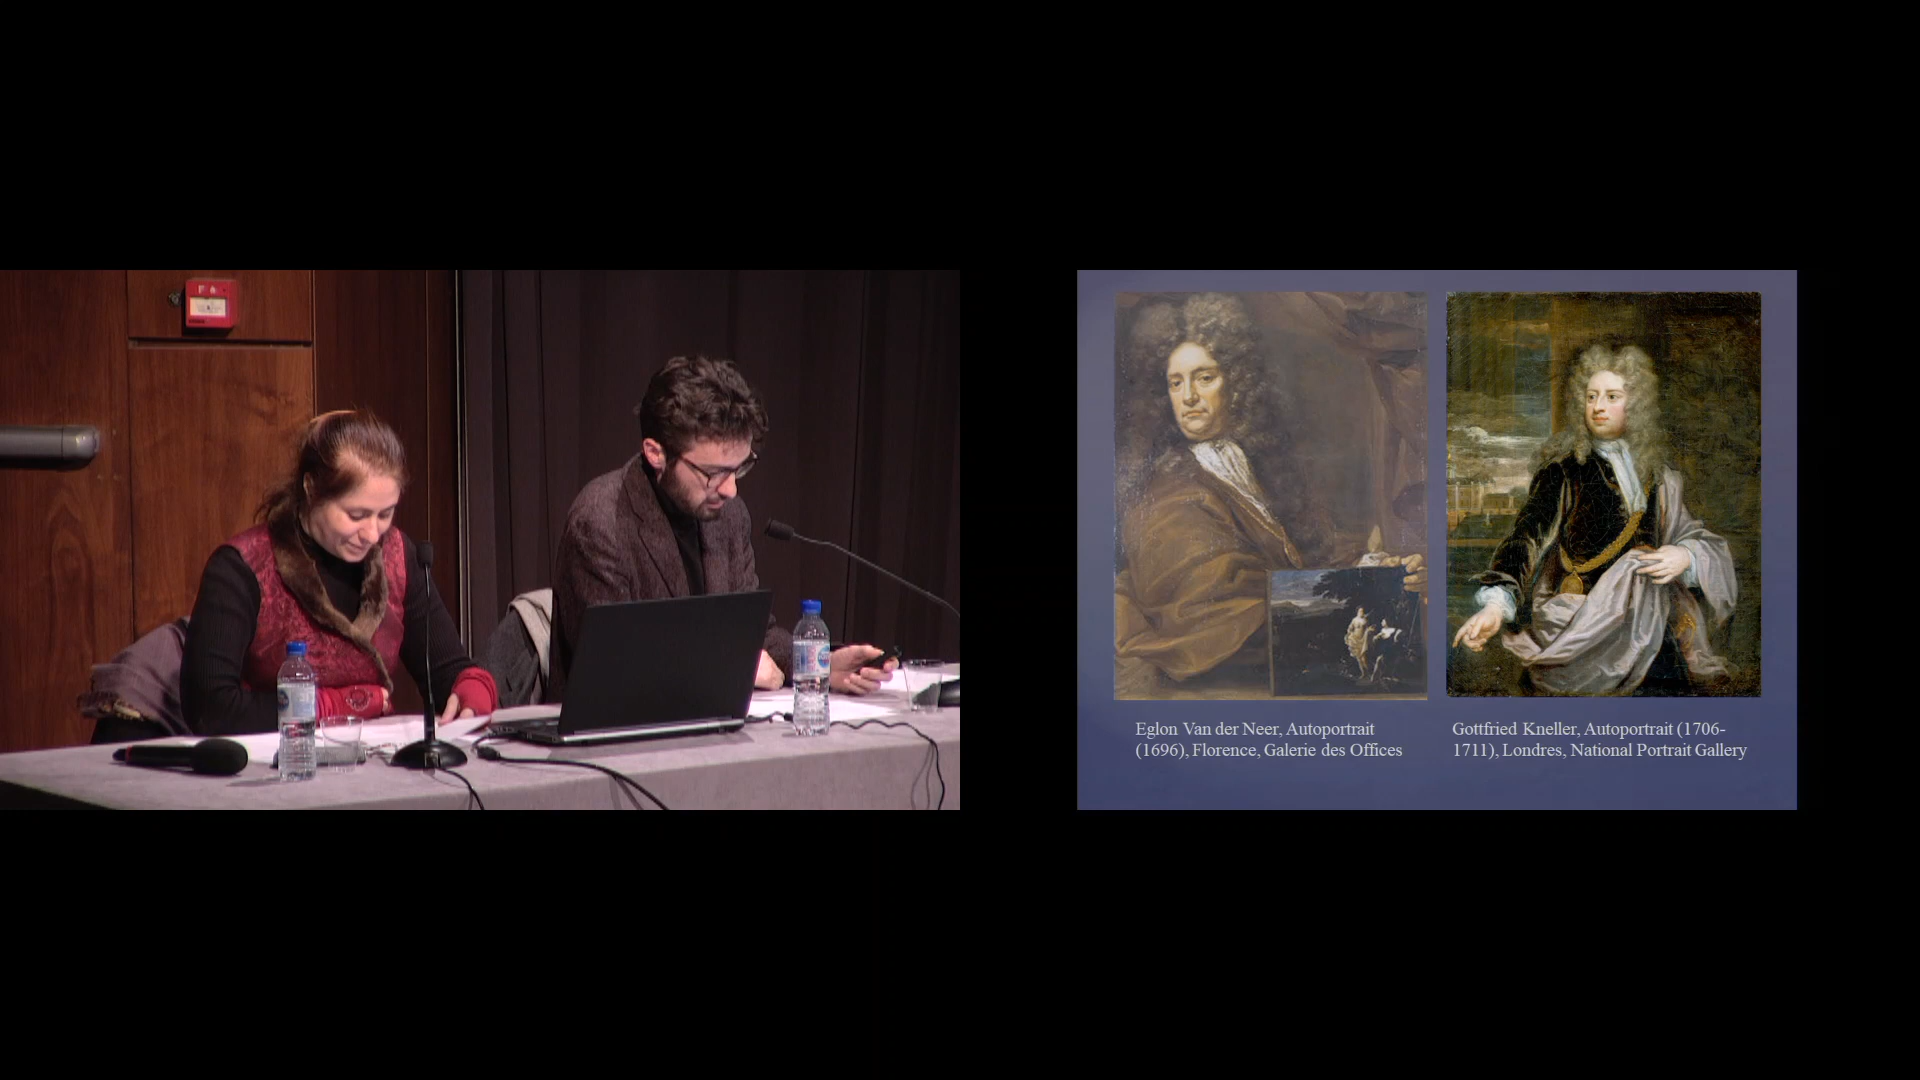 Eglon Van der Neer, Autoportrait
(1696), Florence, Galerie des Offices
Gottfried Kneller, Autoportrait (1706-
1711), Londres, National Portrait Gallery